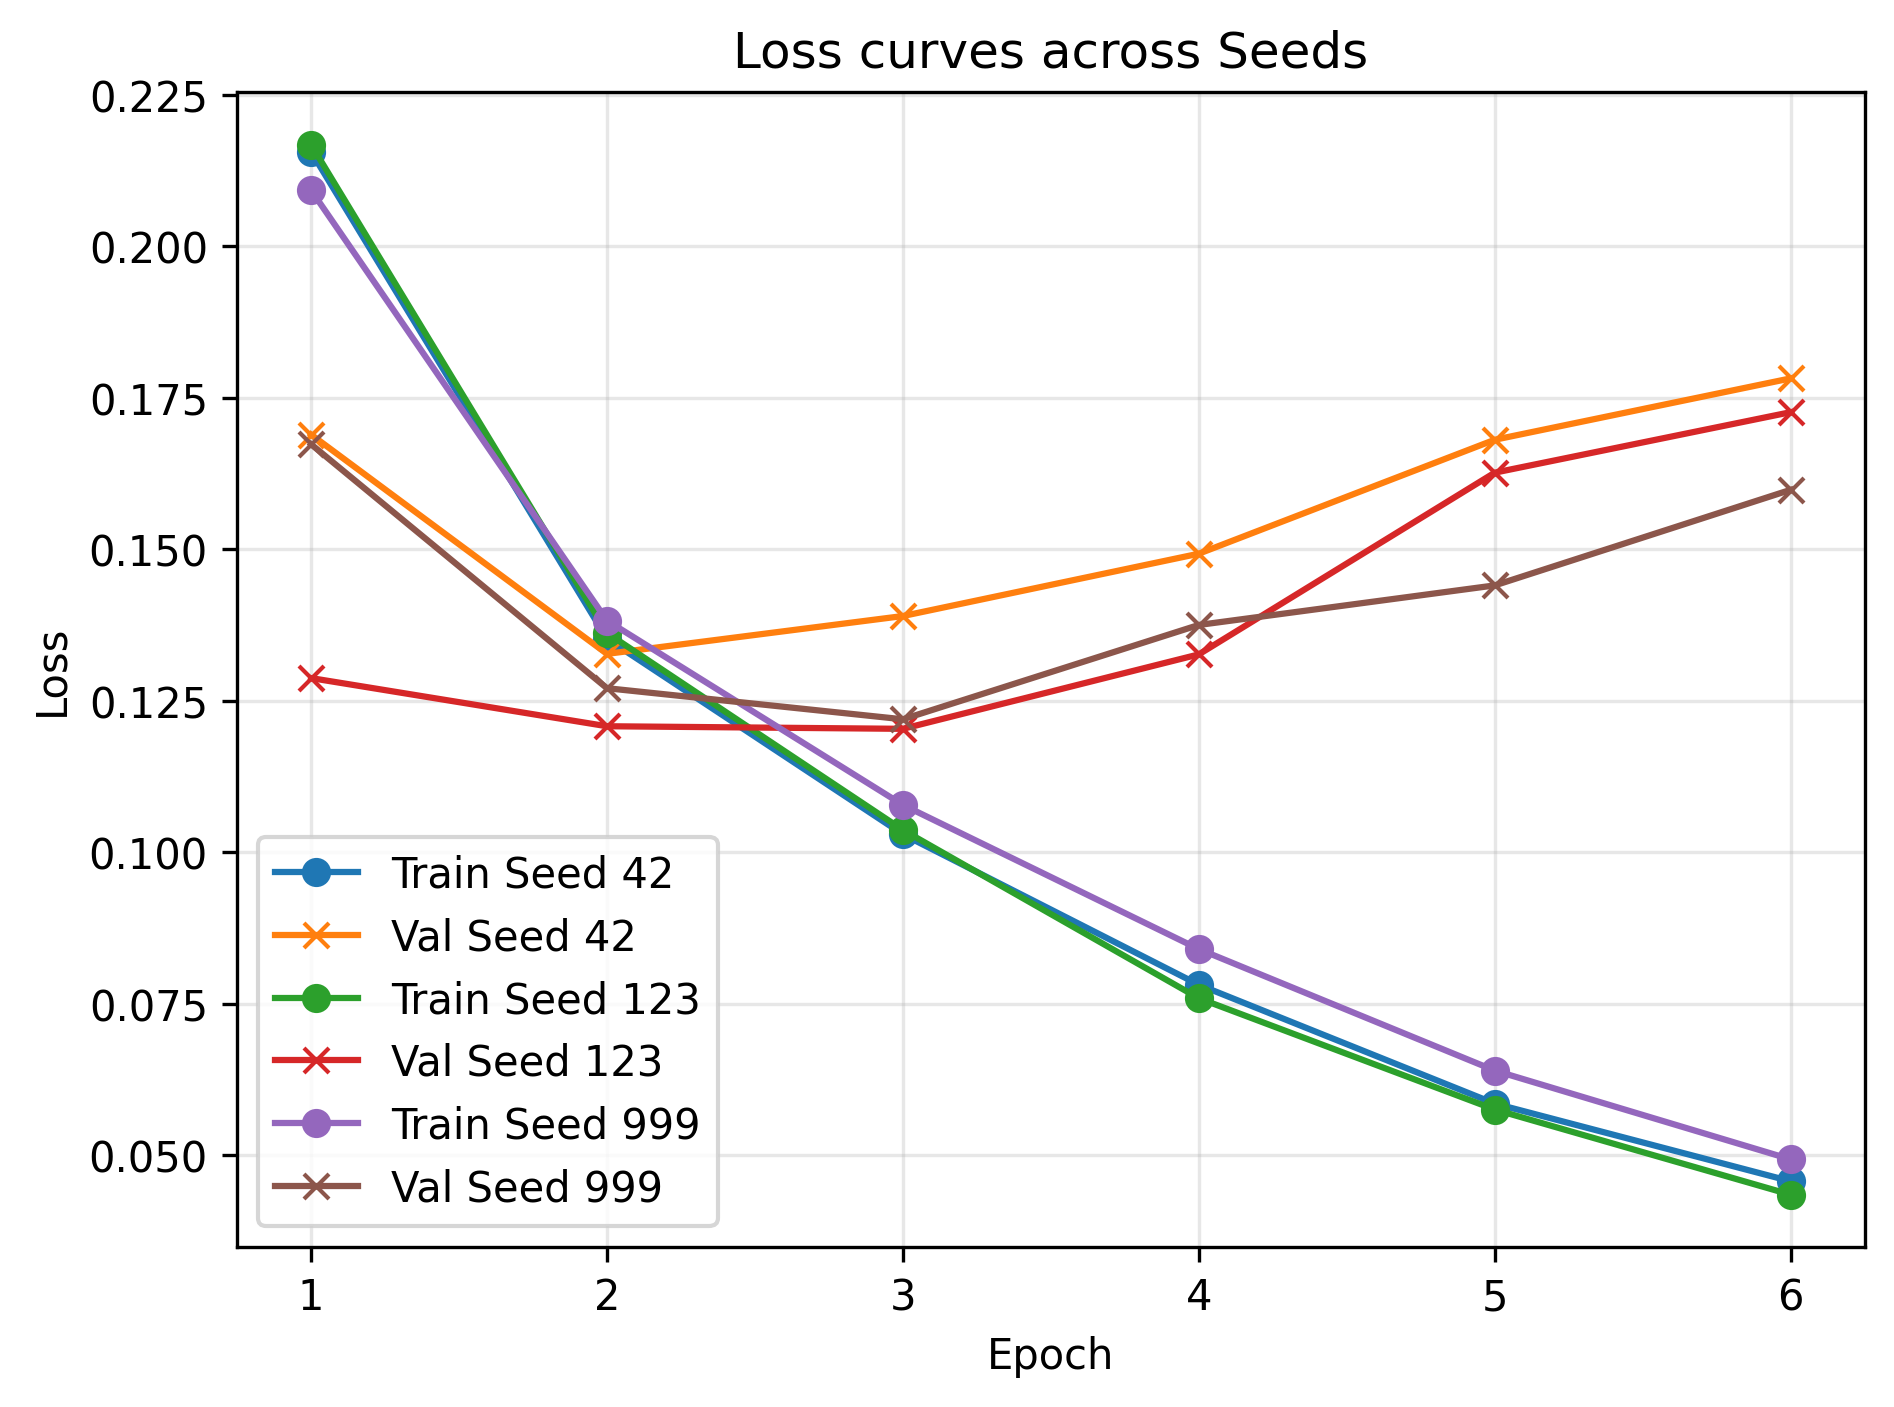 Loss curves across Seeds
0.225
0.200
0.175
0.150
0.125
0.100
0.075
0.050
Loss
Train Seed 42
Val Seed 42
Train Seed 123
Val Seed 123
Train Seed 999
Val Seed 999
1 2 3 4 5 6
Epoch